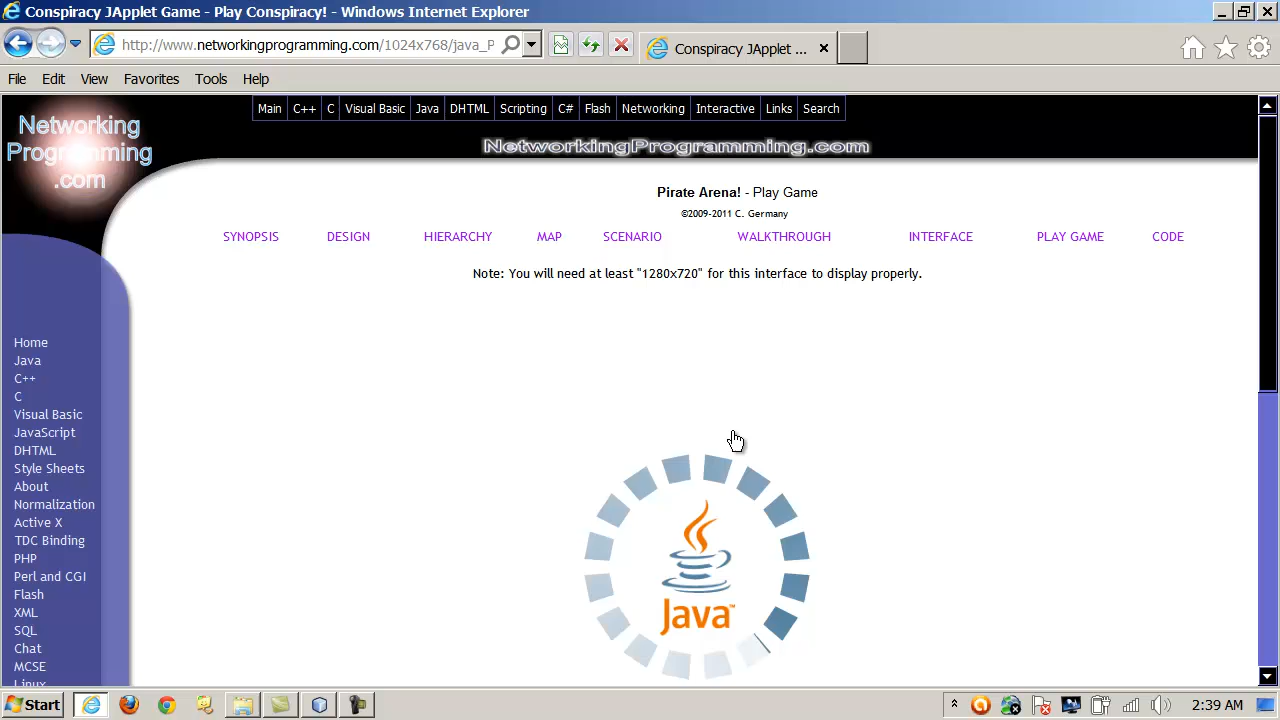 Conspiracy JApplet Game - Play Conspiracy! - Windows Internet Explorer
http://www.networkingprogramming.com/1024x768/java_P
Conspiracy JApplet ...
File Edit View Favorites Tools Help
Networking
Programming
.com
Main C++ C Visual Basic Java DHTML Scripting C# Flash Networking Interactive Links Search
NetworkingProgramming.com
Pirate Arena! - Play Game
©2009-2011 C. Germany
SYNOPSIS DESIGN HIERARCHY MAP SCENARIO WALKTHROUGH INTERFACE PLAY GAME CODE
Note: You will need at least "1280x720" for this interface to display properly.
Home
Java
C++
C
Visual Basic
JavaScript
DHTML
Style Sheets
About
Normalization
Active X
TDC Binding
PHP
Perl and CGI
Flash
XML
SQL
Chat
MCSE
Linux
Java™
Start
2:39 AM